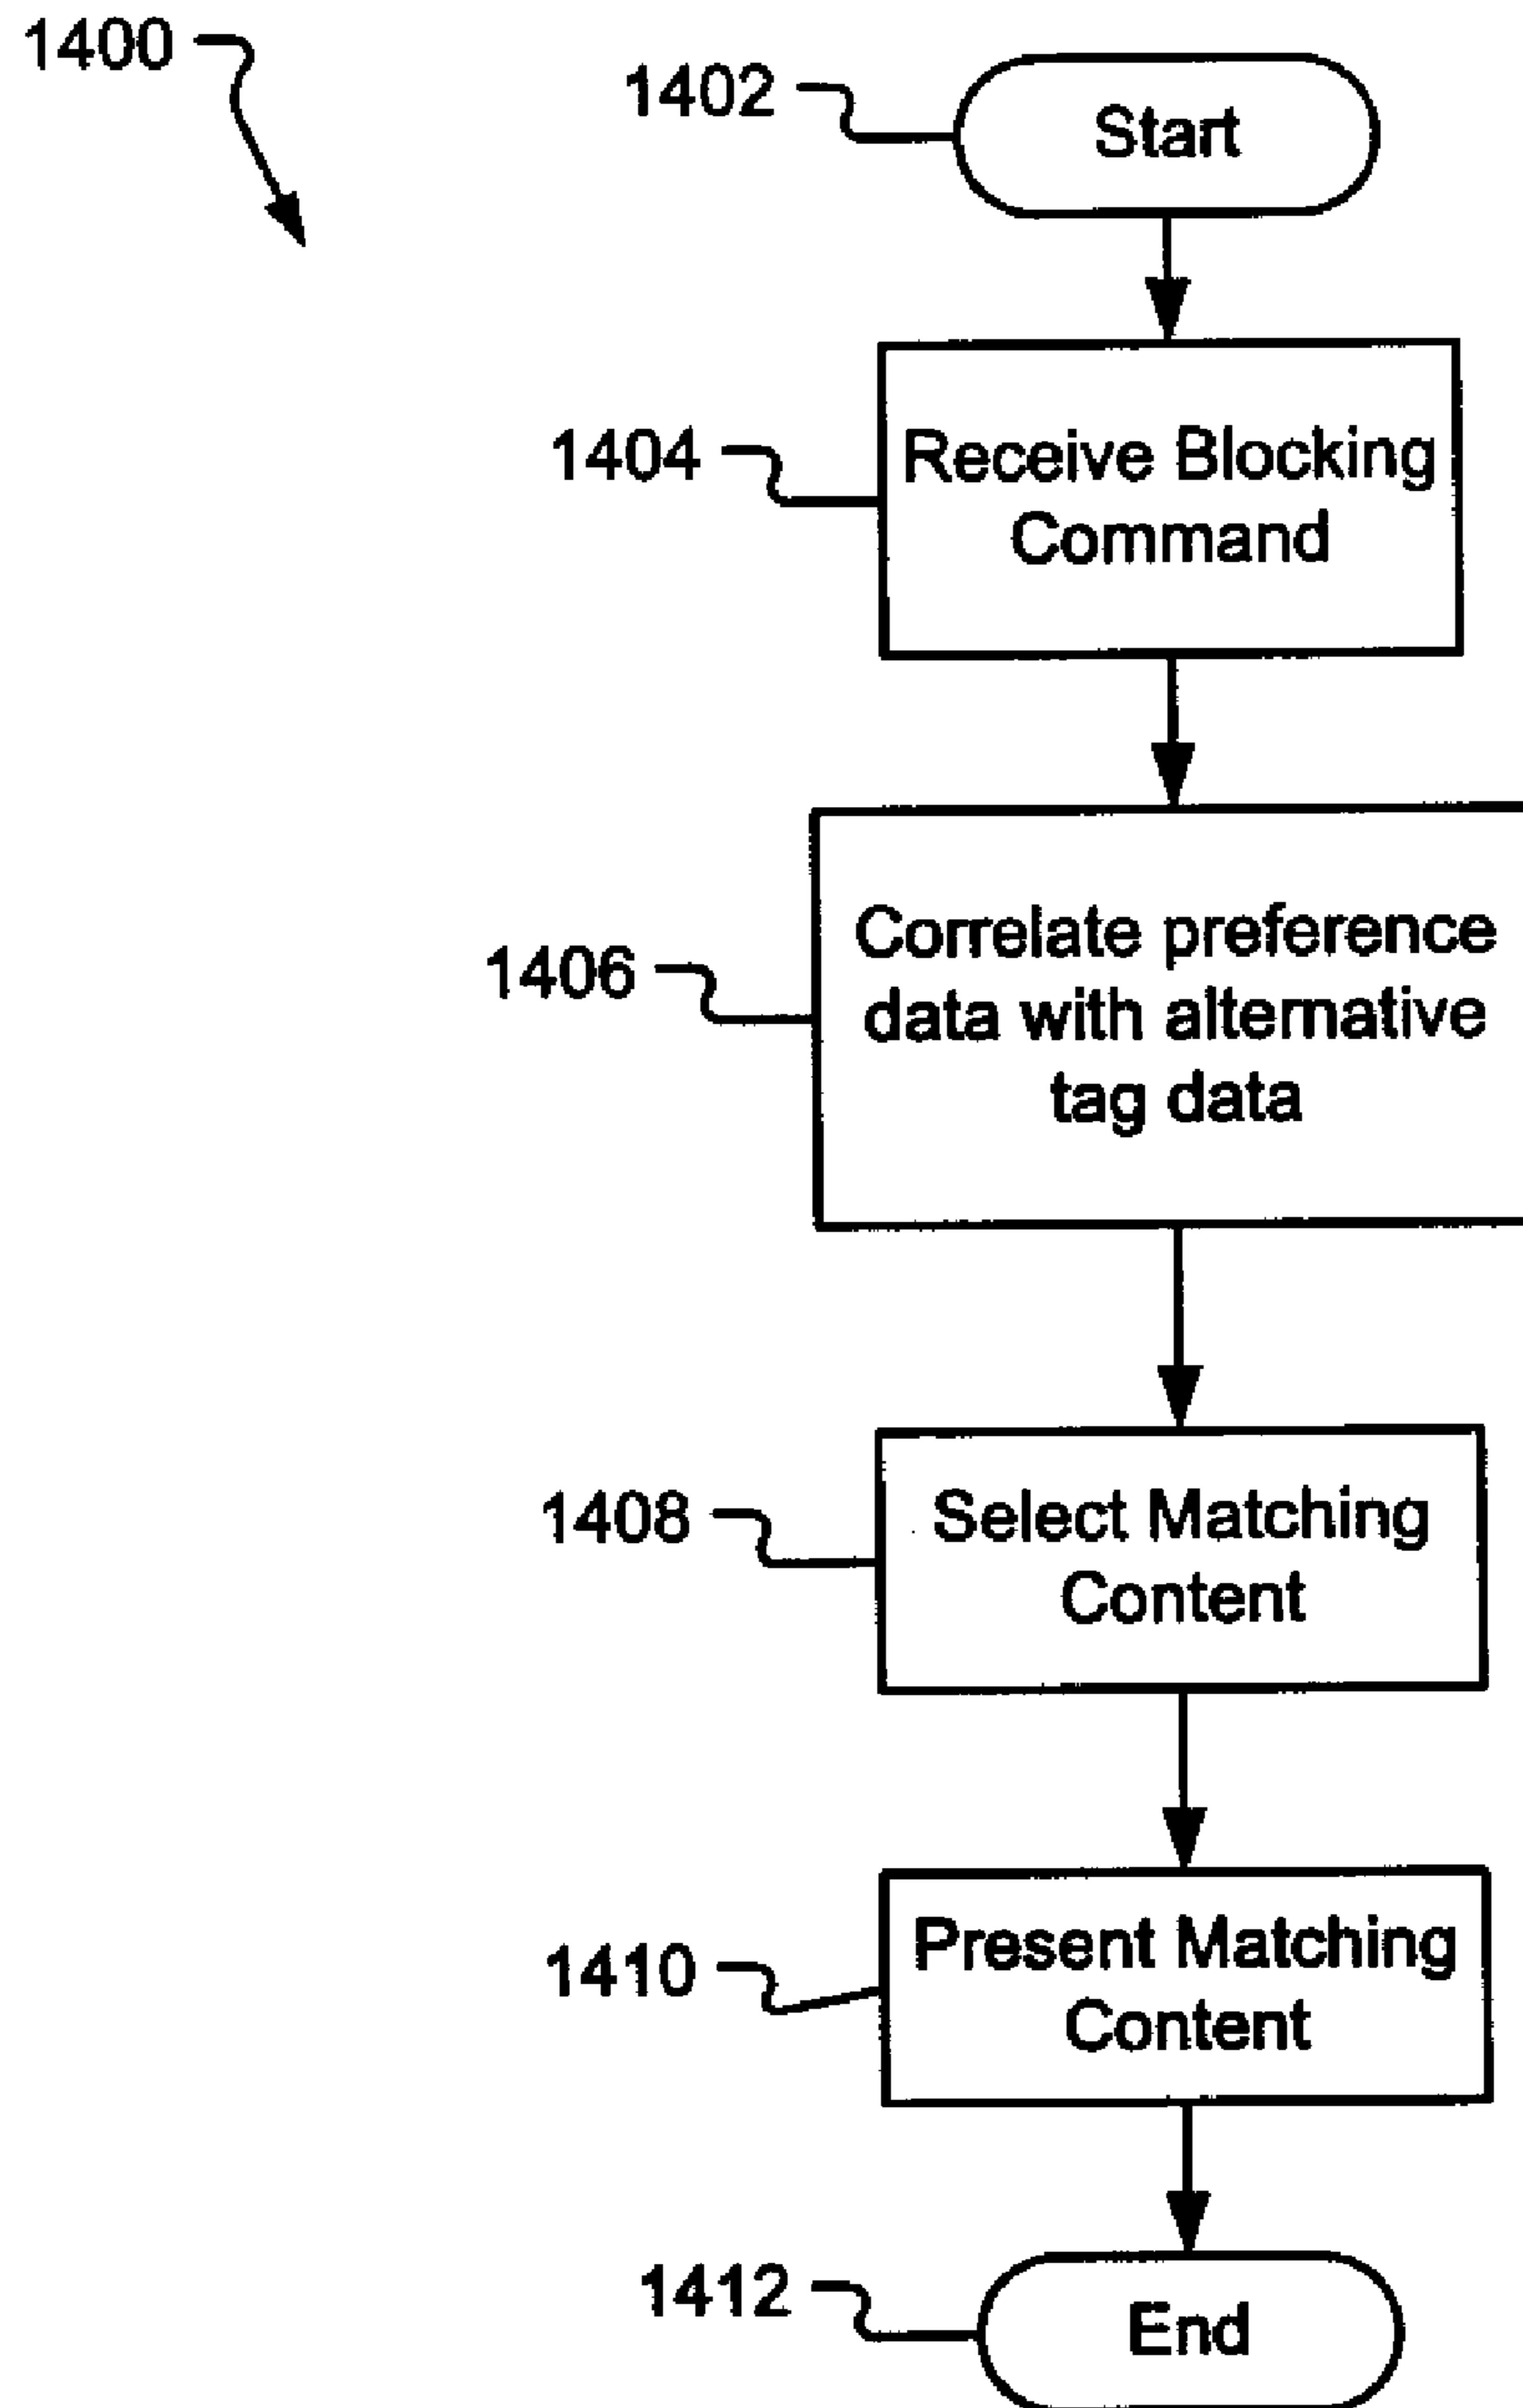 1400
1402
Start
1404
Receive Blocking
Command
1406
Correlate preference
data with alternative
tag data
1408
Select Matching
Content
1410
Present Matching
Content
1412
End